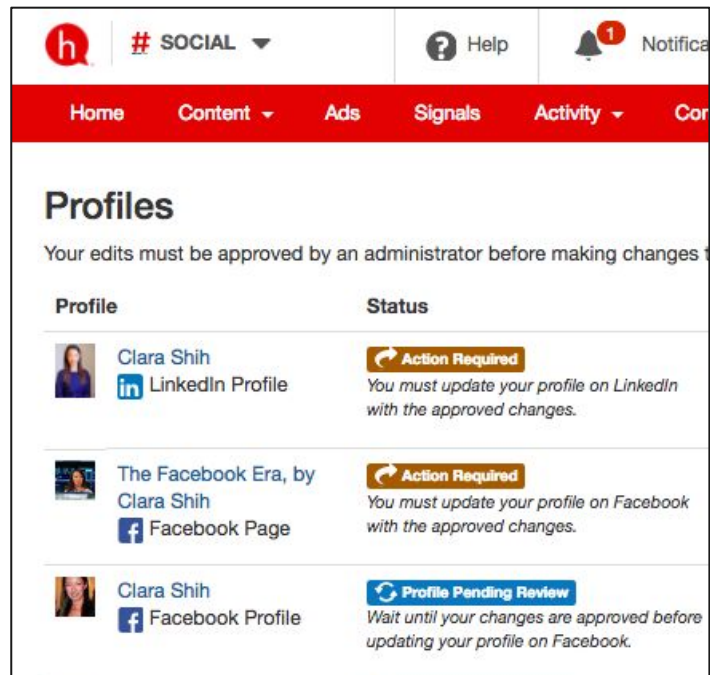 h # SOCIAL Help 1 Notifica
Home Content Ads Signals Activity Cor
Profiles
Your edits must be approved by an administrator before making changes t
Profile Status
Clara Shih Action Required
in LinkedIn Profile You must update your profile on LinkedIn
with the approved changes.
The Facebook Era, by Action Required
Clara Shih You must update your profile on Facebook
f Facebook Page with the approved changes.
Clara Shih Profile Pending Review
f Facebook Profile Wait until your changes are approved before
updating your profile on Facebook.